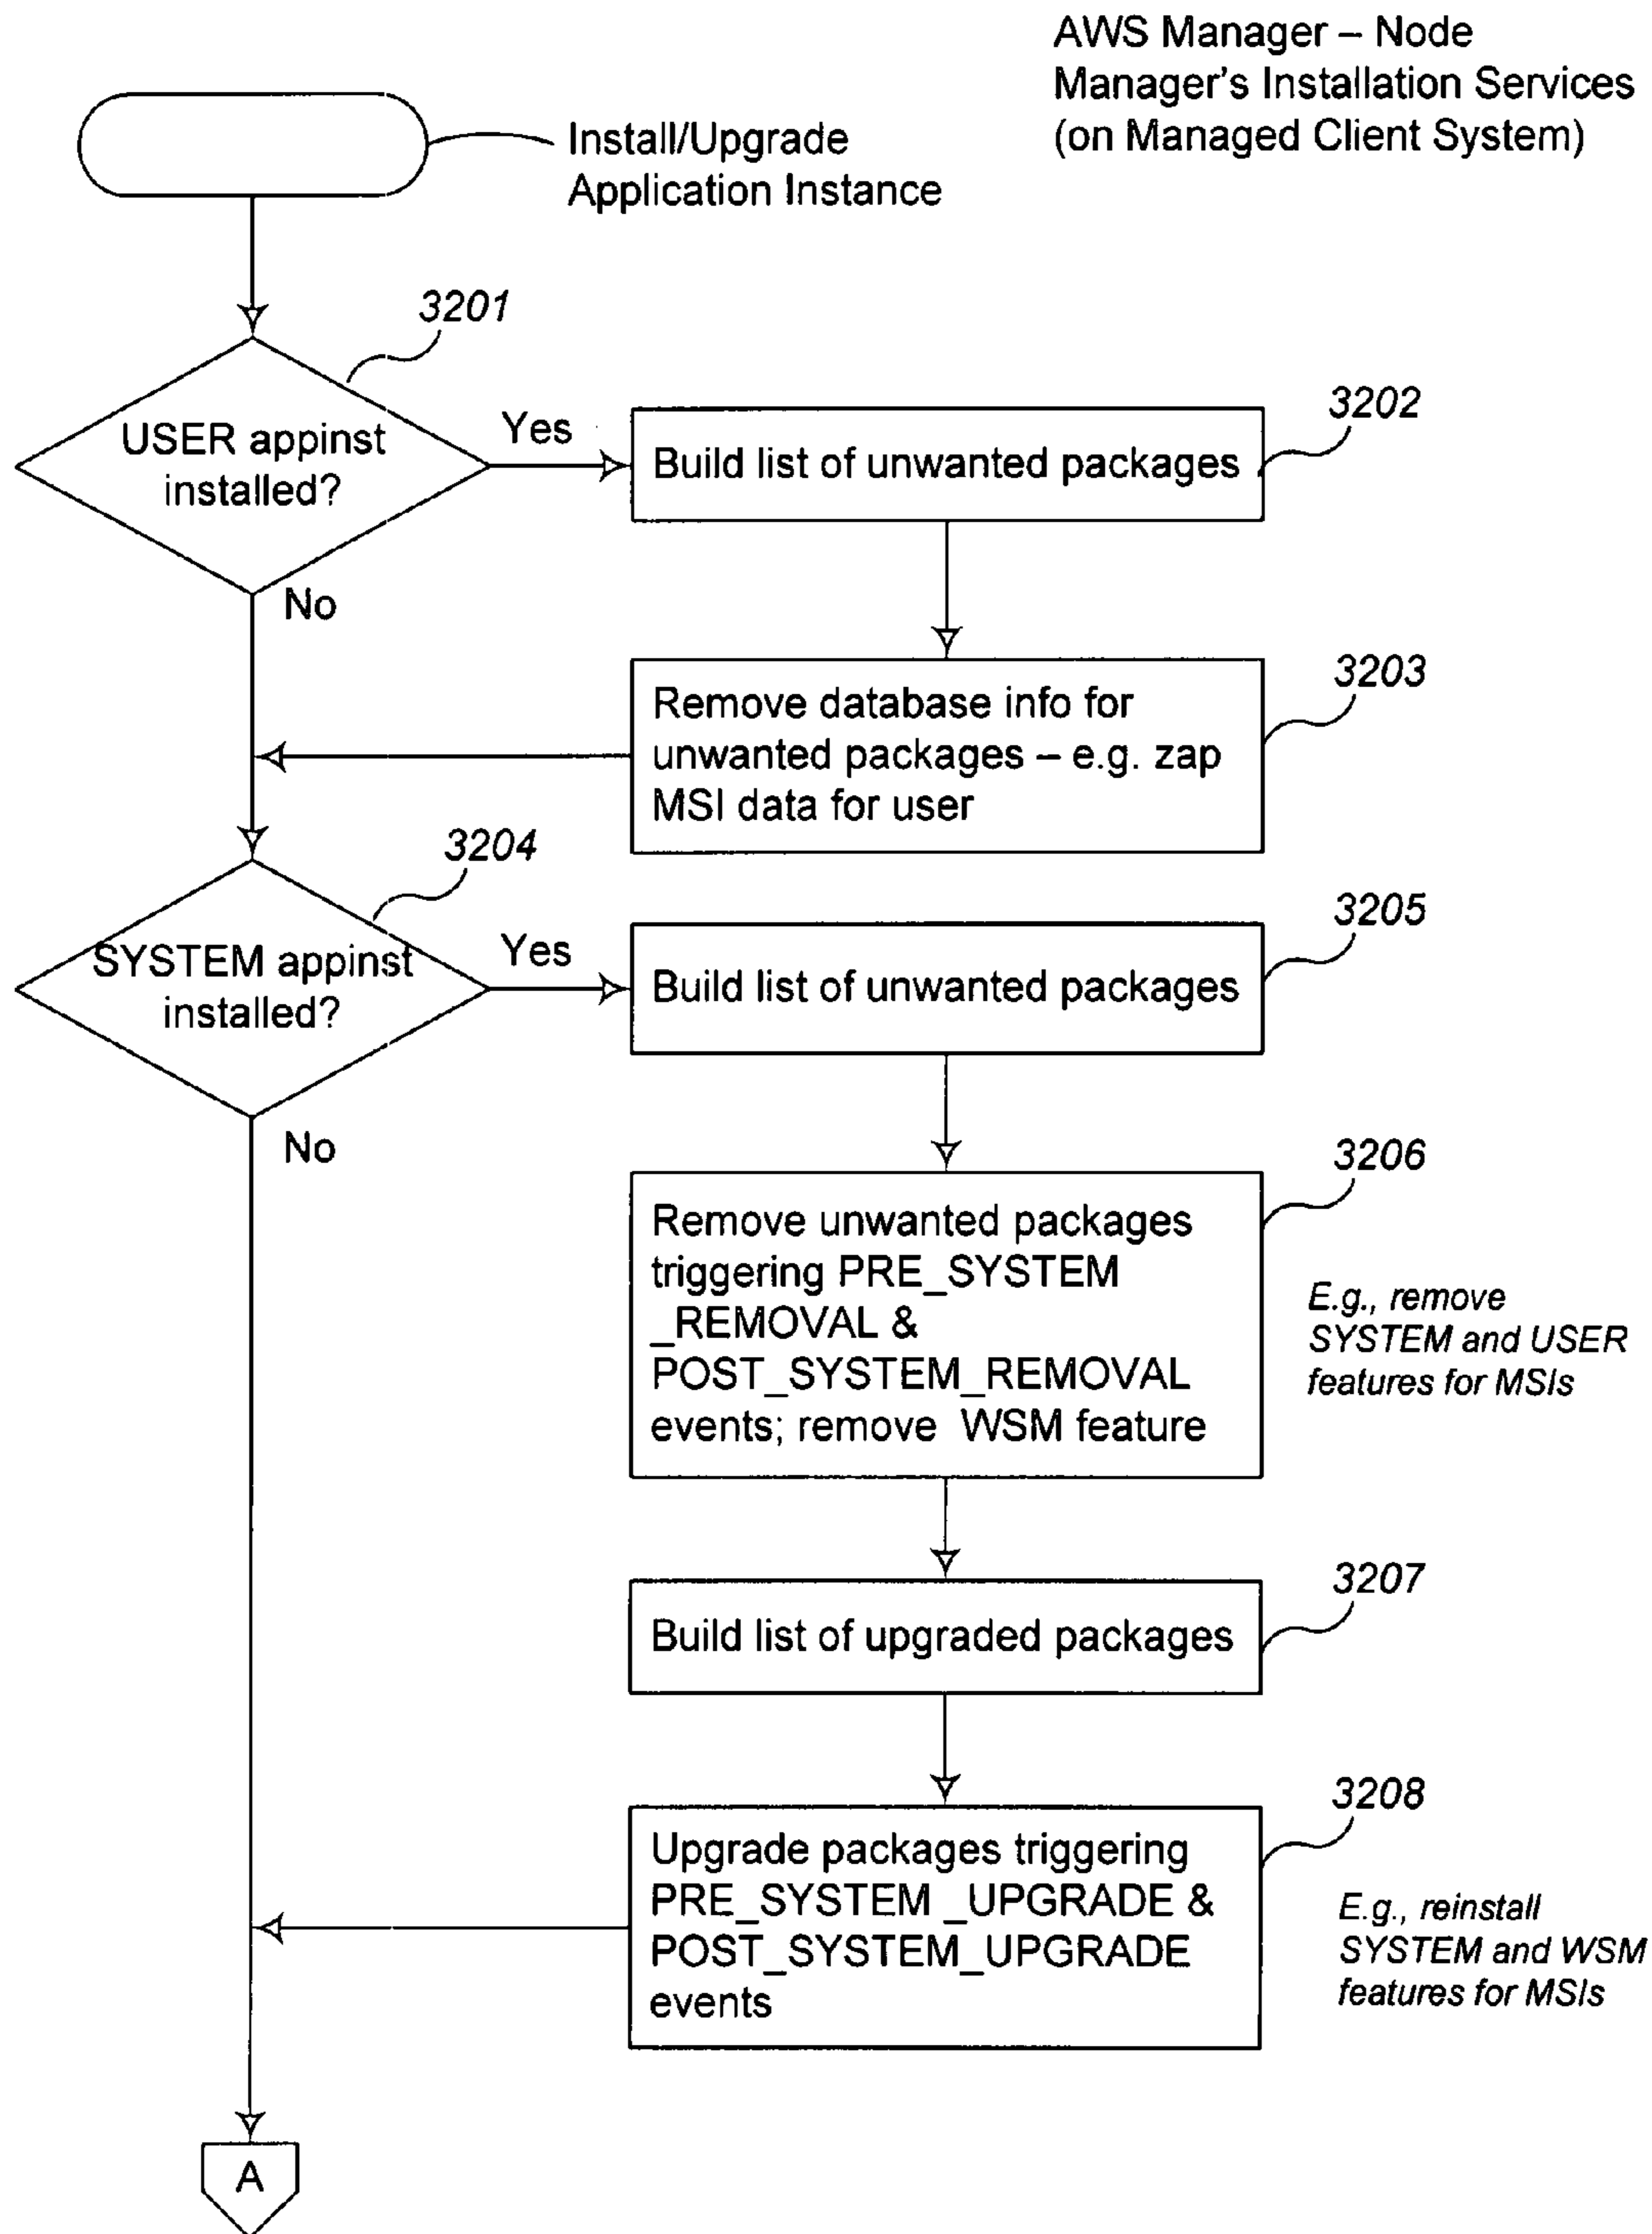 AWS Manager – Node
Manager's Installation Services
(on Managed Client System)
Install/Upgrade
Application Instance
3201
USER appinst
installed?
Yes
No
3202
Build list of unwanted packages
3203
Remove database info for
unwanted packages – e.g. zap
MSI data for user
3204
SYSTEM appinst
installed?
Yes
No
3205
Build list of unwanted packages
3206
Remove unwanted packages
triggering PRE_SYSTEM
_REMOVAL &
POST_SYSTEM_REMOVAL
events; remove WSM feature
E.g., remove
SYSTEM and USER
features for MSIs
3207
Build list of upgraded packages
3208
Upgrade packages triggering
PRE_SYSTEM _UPGRADE &
POST_SYSTEM_UPGRADE
events
E.g., reinstall
SYSTEM and WSM
features for MSIs
A